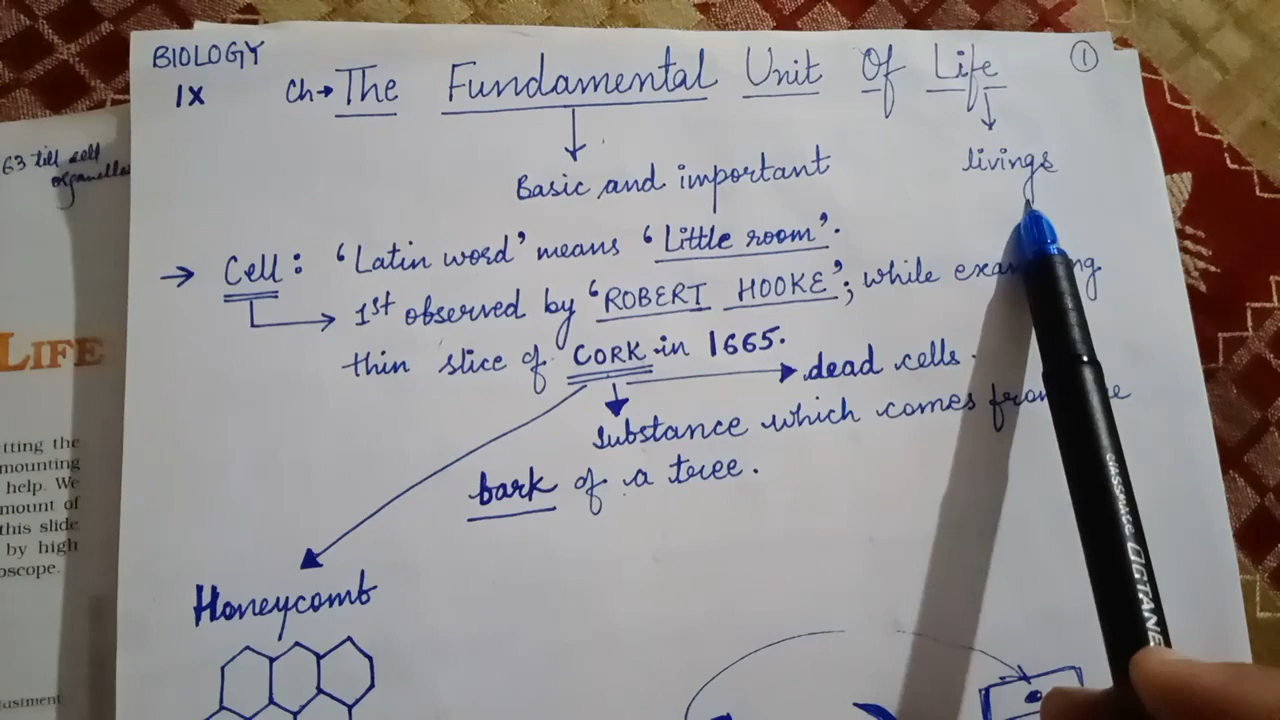 BIOLOGY
IX
Ch→ The Fundamental Unit Of Life
①
Basic and important
livings
→ Cell: 'Latin word' means 'Little room'.
→ 1st observed by 'ROBERT HOOKE'; while
thin slice of CORK in 1665.
dead cells.
substance which comes from
bark of a tree.
Honeycomb
63 till cell
organelles
LIFE
tting the
mounting
help. We
mount of
this slide
by high
oscope.
ustment
classmate OCTANE